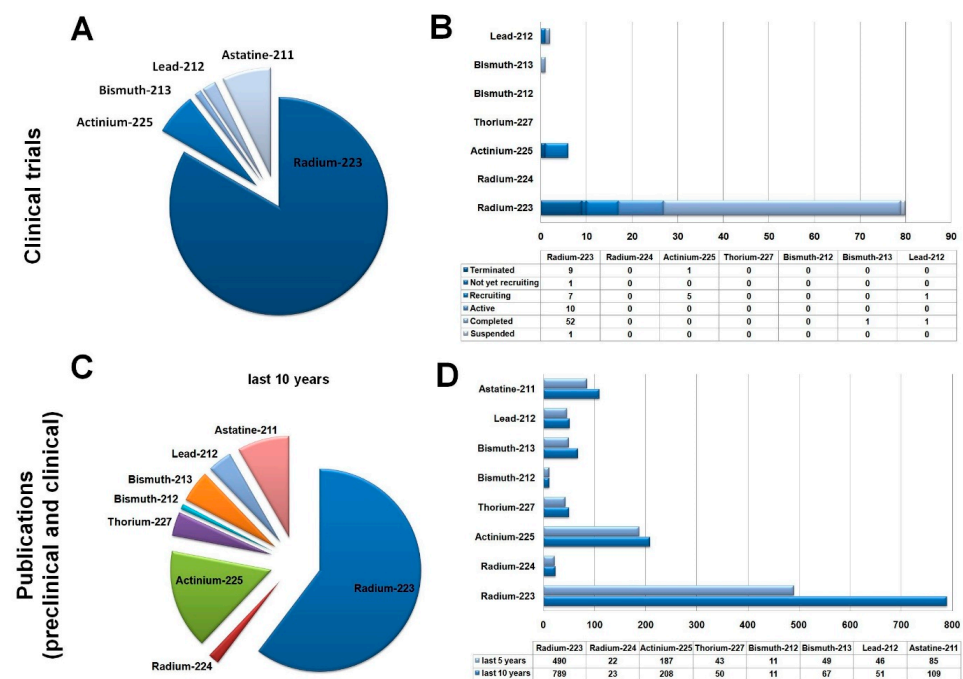 A
Astatine-211
Lead-212
Bismuth-213
Actinium-225
Radium-223
Clinical trials
B
Lead-212
Bismuth-213
Bismuth-212
Thorium-227
Actinium-225
Radium-224
Radium-223
0 10 20 30 40 50 60 70 80 90
Radium-223 Radium-224 Actinium-225 Thorium-227 Bismuth-212 Bismuth-213 Lead-212
Terminated 9 0 1 0 0 0 0
Not yet recruiting 1 0 0 0 0 0 0
Recruiting 7 0 5 0 0 0 1
Active 10 0 0 0 0 0 0
Completed 52 0 0 0 0 1 1
Suspended 1 0 0 0 0 0 0
C
last 10 years
Astatine-211
Lead-212
Bismuth-213
Bismuth-212
Thorium-227
Actinium-225
Radium-223
Radium-224
Publications
(preclinical and clinical)
D
Astatine-211
Lead-212
Bismuth-213
Bismuth-212
Thorium-227
Actinium-225
Radium-224
Radium-223
0 100 200 300 400 500 600 700 800
Radium-223 Radium-224 Actinium-225 Thorium-227 Bismuth-212 Bismuth-213 Lead-212 Astatine-211
last 5 years 490 22 187 43 11 49 46 85
last 10 years 789 23 208 50 11 67 51 109